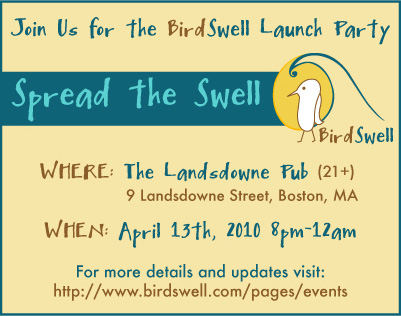 Join Us for the BirdSwell Launch Party
Spread the Swell
BirdSwell
WHERE: The Landsdowne Pub (21+)
9 Landsdowne Street, Boston, MA
WHEN: April 13th, 2010 8pm-12am
For more details and updates visit:
http://www.birdswell.com/pages/events